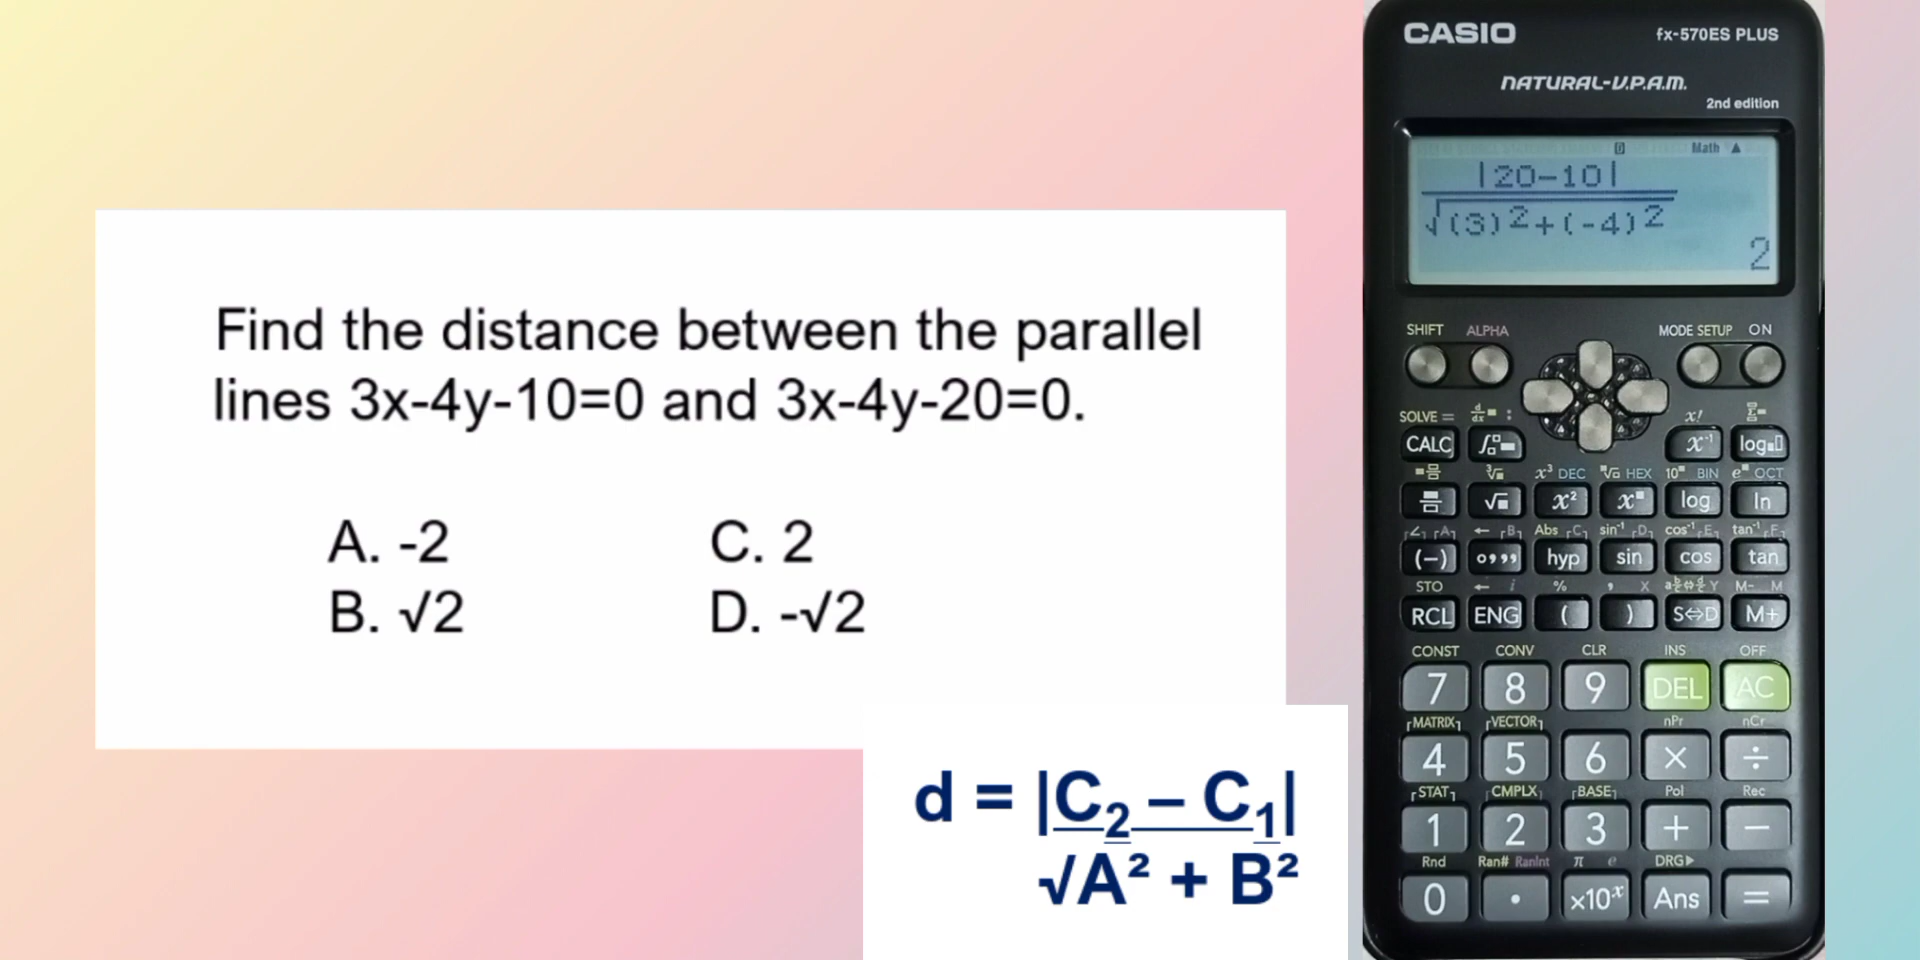 Find the distance between the parallel
lines 3x-4y-10=0 and 3x-4y-20=0.
A. -2 C. 2
B. √2 D. -√2
d = |C₂ – C₁|
√A² + B²
CASIO fx-570ES PLUS
NATURAL-V.P.A.M.
2nd edition
D Math ▲
|20-10|
√(3)²+(-4)²
2
SHIFT ALPHA MODE SETUP ON
SOLVE = d/dx :  x! Σ
CALC ∫ x⁻¹ log
³√ x³ DEC √ HEX 10 BIN e OCT
√ x² x log ln
∠ A ← B Abs C sin⁻¹ D cos⁻¹ E tan⁻¹ F
(−) o,,, hyp sin cos tan
STO ← i % , X a b/c⇔d/c Y M− M
RCL ENG ( ) S⇔D M+
CONST CONV CLR INS OFF
7 8 9 DEL AC
MATRIX VECTOR nPr nCr
4 5 6 × ÷
STAT CMPLX BASE Pol Rec
1 2 3 + −
Rnd Ran# RanInt π e DRG▶
0 . ×10ˣ Ans =